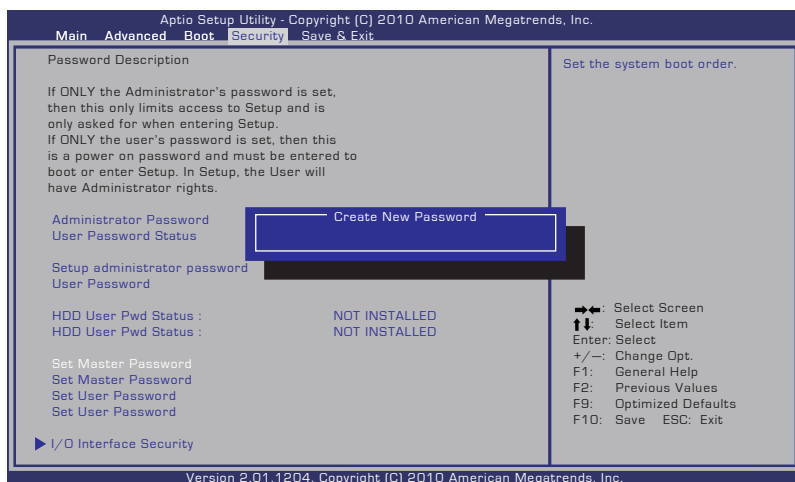 Aptio Setup Utility - Copyright (C) 2010 American Megatrends, Inc.
Main Advanced Boot Security Save & Exit
Password Description
If ONLY the Administrator's password is set,
then this only limits access to Setup and is
only asked for when entering Setup.
If ONLY the user's password is set, then this
is a power on password and must be entered to
boot or enter Setup. In Setup, the User will
have Administrator rights.
Administrator Password
User Password Status
Create New Password
Setup administrator password
User Password
HDD User Pwd Status : NOT INSTALLED
HDD User Pwd Status : NOT INSTALLED
Set Master Password
Set Master Password
Set User Password
Set User Password
I/O Interface Security
Set the system boot order.
→←: Select Screen
↑↓: Select Item
Enter: Select
+/—: Change Opt.
F1: General Help
F2: Previous Values
F9: Optimized Defaults
F10: Save ESC: Exit
Version 2.01.1204. Copyright (C) 2010 American Megatrends, Inc.